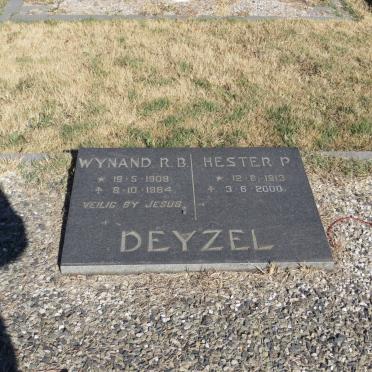 WYNAND R.B.
* 19-5-1909
✝ 8-10-1984
VEILIG BY JESUS
HESTER P.
* 12-8-1913
✝ 3-6-2000
DEYZEL